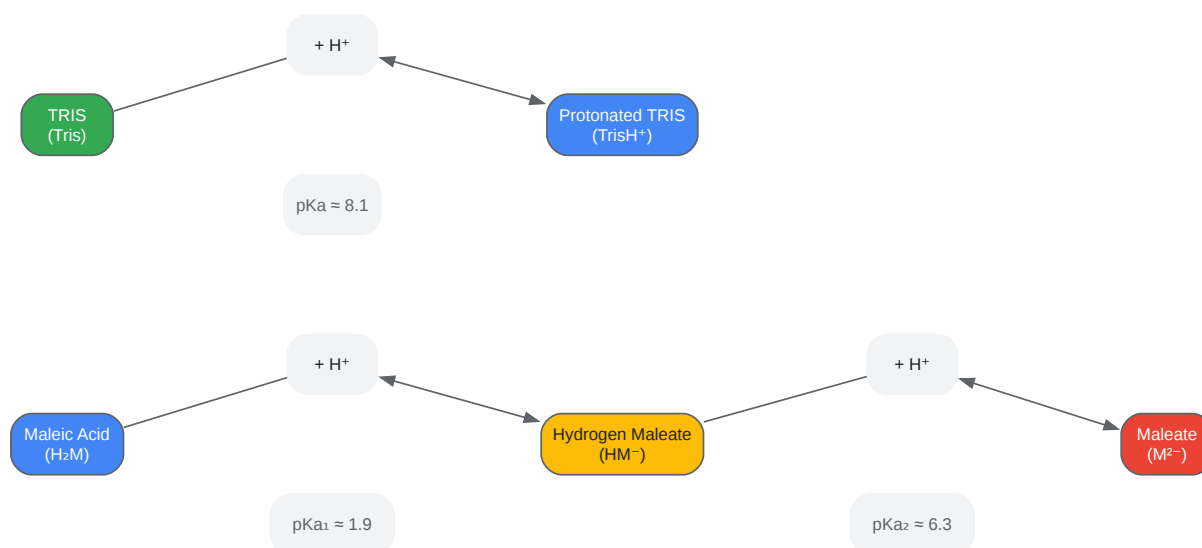 + H⁺
TRIS
(Tris)
Protonated TRIS
(TrisH⁺)
pKa ≈ 8.1
+ H⁺
+ H⁺
Maleic Acid
(H₂M)
Hydrogen Maleate
(HM⁻)
Maleate
(M²⁻)
pKa₁ ≈ 1.9
pKa₂ ≈ 6.3